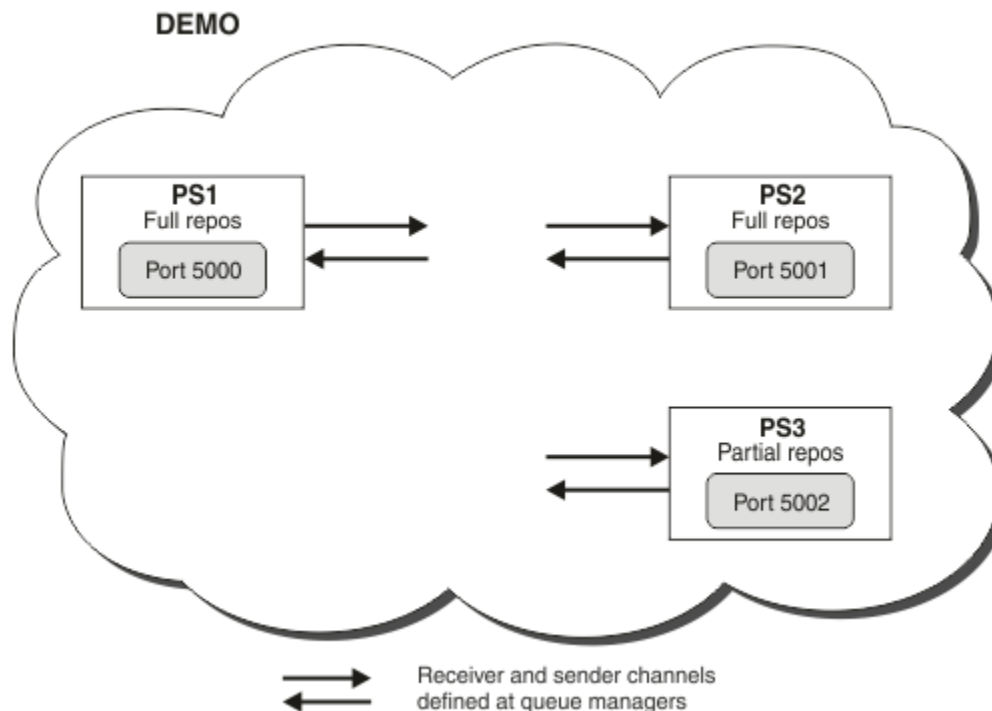 DEMO
PS1
Full repos
Port 5000
PS2
Full repos
Port 5001
PS3
Partial repos
Port 5002
Receiver and sender channels
defined at queue managers